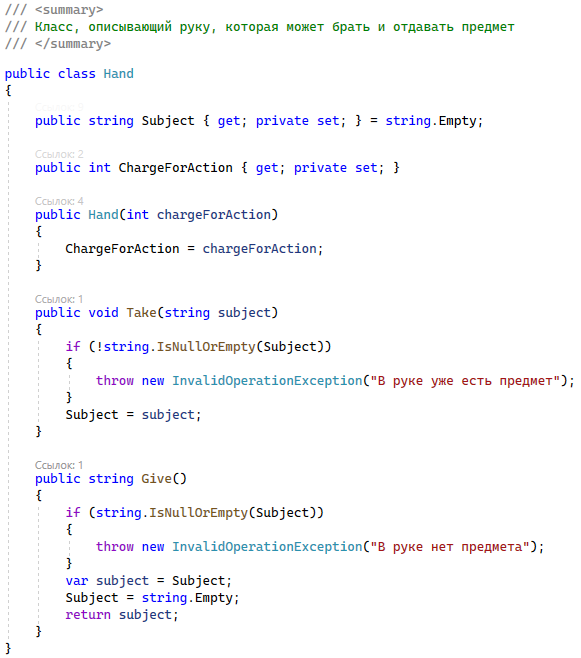 /// <summary>
/// Класс, описывающий руку, которая может брать и отдавать предмет
/// </summary>
public class Hand
{
public string Subject { get; private set; } = string.Empty;
Ссылок: 2
public int ChargeForAction { get; private set; }
Ссылок: 4
public Hand(int chargeForAction)
{
ChargeForAction = chargeForAction;
}
Ссылок: 1
public void Take(string subject)
{
if (!string.IsNullOrEmpty(Subject))
{
throw new InvalidOperationException("В руке уже есть предмет");
}
Subject = subject;
}
Ссылок: 1
public string Give()
{
if (string.IsNullOrEmpty(Subject))
{
throw new InvalidOperationException("В руке нет предмета");
}
var subject = Subject;
Subject = string.Empty;
return subject;
}
}